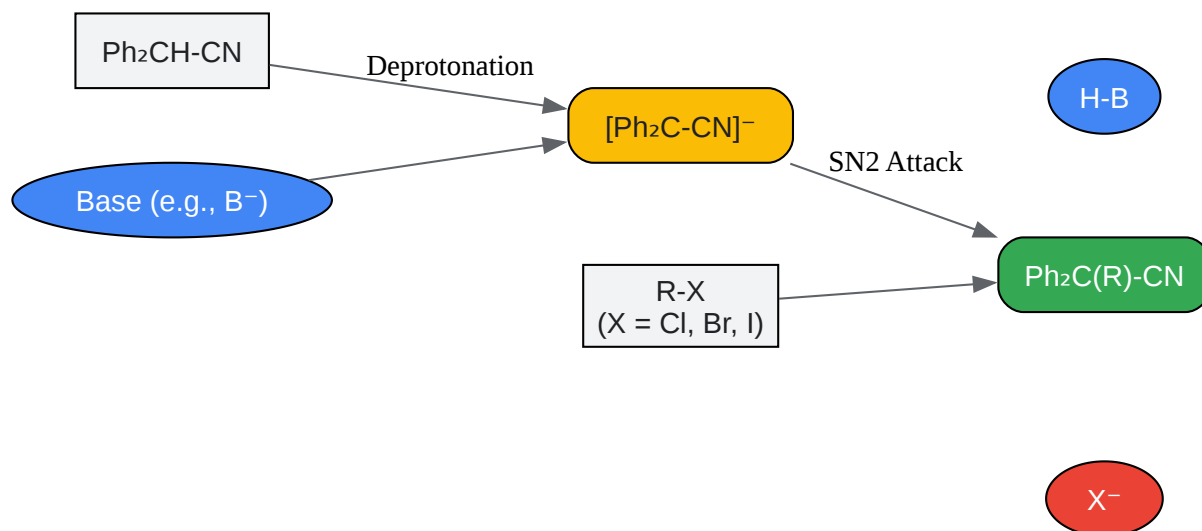 Ph₂CH-CN
Deprotonation
H-B
[Ph₂C-CN]⁻
SN2 Attack
Base (e.g., B⁻)
Ph₂C(R)-CN
R-X
(X = Cl, Br, I)
X⁻